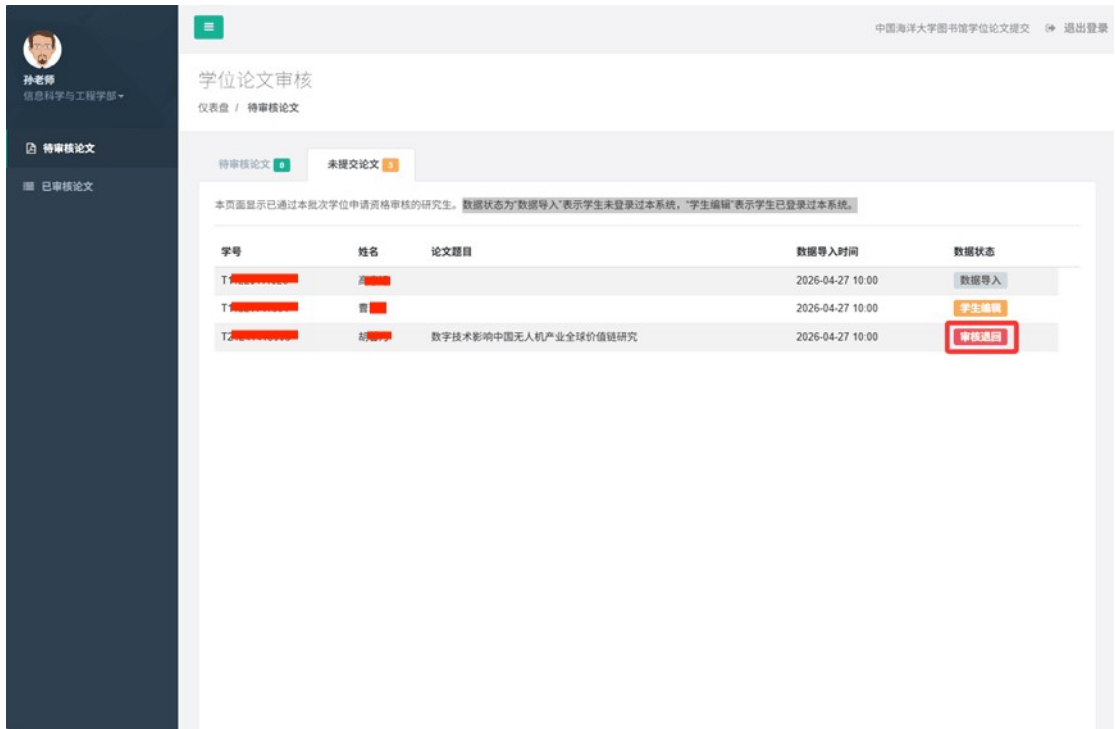 中国海洋大学图书馆学位论文提交 退出登录
孙老师
信息科学与工程学部
学位论文审核
仪表盘 / 待审核论文
待审核论文
已审核论文
待审核论文 0
未提交论文 3
本页面显示已通过本批次学位申请资格审核的研究生。数据状态为"数据导入"表示学生未登录过本系统，"学生编辑"表示学生已登录过本系统。
学号 姓名 论文题目 数据导入时间 数据状态
2026-04-27 10:00 数据导入
曹 2026-04-27 10:00 学生编辑
胡 数字技术影响中国无人机产业全球价值链研究 2026-04-27 10:00 审核退回